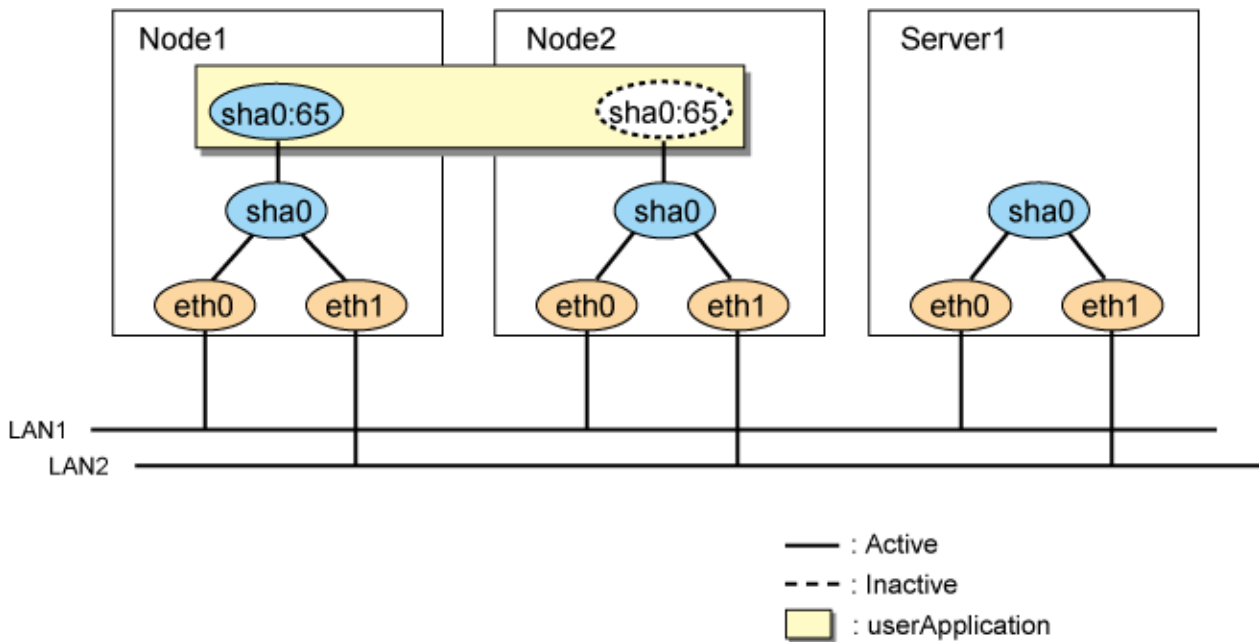 Node1
Node2
Server1
sha0:65
sha0:65
sha0
sha0
sha0
eth0
eth1
eth0
eth1
eth0
eth1
LAN1
LAN2
: Active
: Inactive
: userApplication